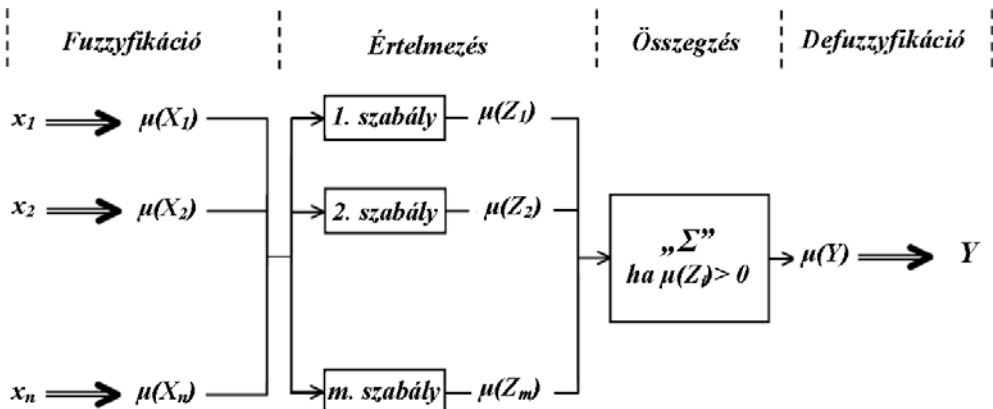 Fuzzyfikáció Értelmezés Összegzés Defuzzyfikáció
x₁ μ(X₁) 1. szabály μ(Z₁)
x₂ μ(X₂) 2. szabály μ(Z₂)
„Σ”
ha μ(Zᵢ)> 0 μ(Y) Y
xₙ μ(Xₙ) m. szabály μ(Zₘ)